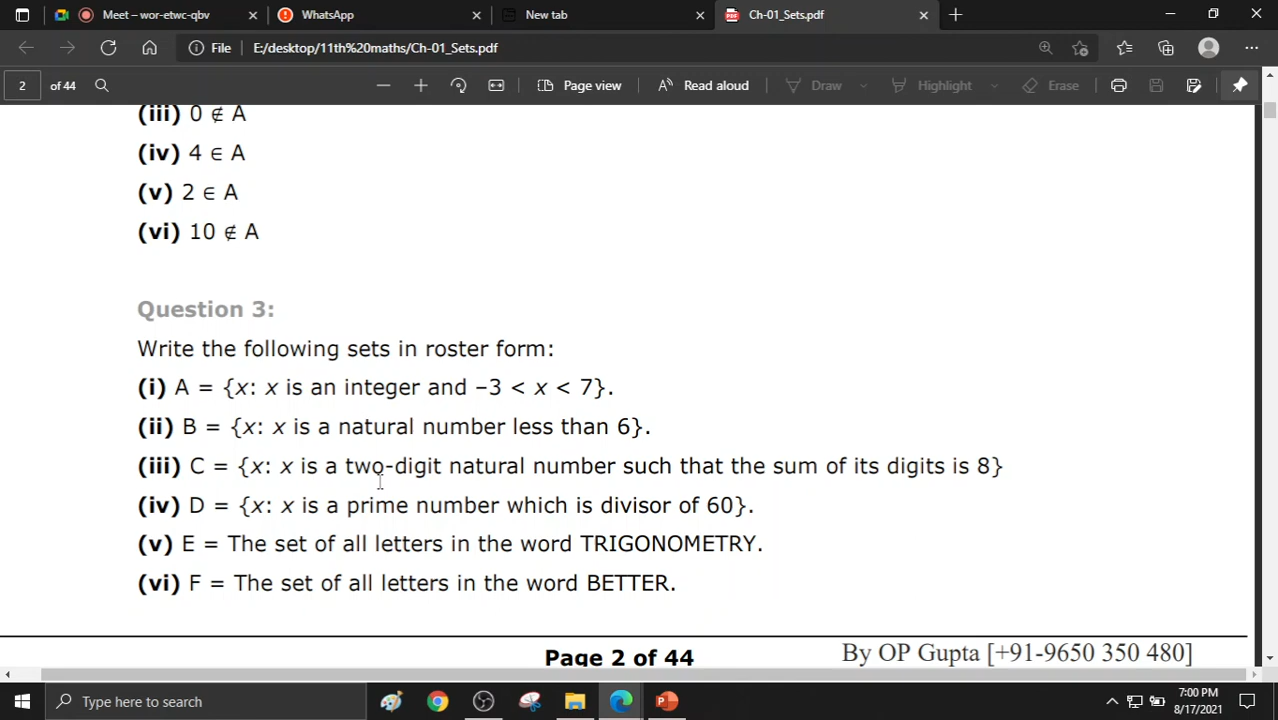 Meet – wor-etwc-qbv
WhatsApp
New tab
Ch-01_Sets.pdf
File E:/desktop/11th%20maths/Ch-01_Sets.pdf
2 of 44
Page view
Read aloud
Draw
Highlight
Erase
(iii) 0 ∉ A
(iv) 4 ∈ A
(v) 2 ∈ A
(vi) 10 ∉ A
Question 3:
Write the following sets in roster form:
(i) A = {x: x is an integer and –3 < x < 7}.
(ii) B = {x: x is a natural number less than 6}.
(iii) C = {x: x is a two-digit natural number such that the sum of its digits is 8}
(iv) D = {x: x is a prime number which is divisor of 60}.
(v) E = The set of all letters in the word TRIGONOMETRY.
(vi) F = The set of all letters in the word BETTER.
Page 2 of 44
By OP Gupta [+91-9650 350 480]
Type here to search
7:00 PM
8/17/2021